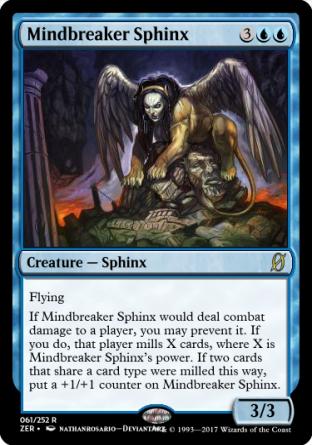 Mindbreaker Sphinx 3
Creature — Sphinx
Flying
If Mindbreaker Sphinx would deal combat
damage to a player, you may prevent it. If
you do, that player mills X cards, where X is
Mindbreaker Sphinx's power. If two cards
that share a card type were milled this way,
put a +1/+1 counter on Mindbreaker Sphinx.
3/3
061/252 R
ZER • NATHANROSARIO—DEVIANTART © 1993—2017 Wizards of the Coast